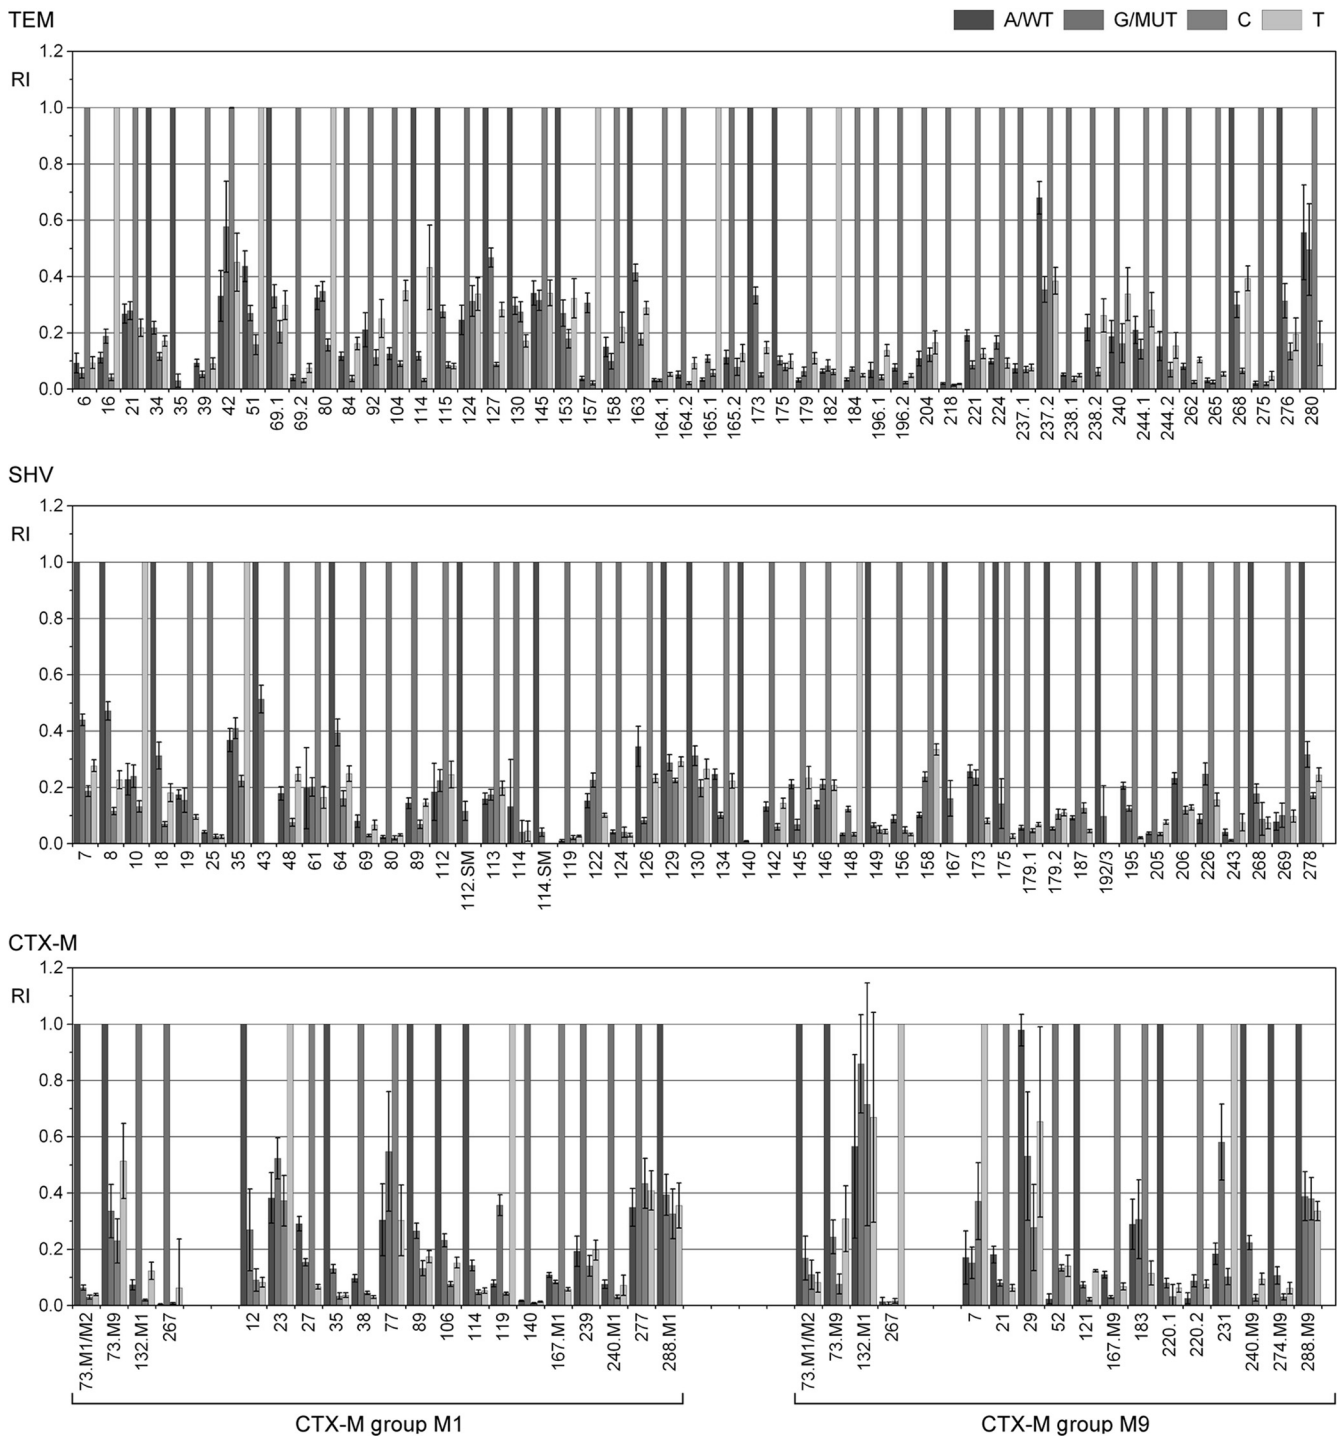 TEM
A/WT G/MUT C T
1.2
RI
1.0
0.8
0.6
0.4
0.2
0.0
6 16 21 34 35 39 42 51 69.1 69.2 80 84 92 104 114 115 124 127 130 145 153 157 158 163 164.1 164.2 165.1 165.2 173 175 179 182 184 196.1 196.2 204 218 221 224 237.1 237.2 238.1 238.2 240 244.1 244.2 262 265 268 275 276 280
SHV
1.2
RI
1.0
0.8
0.6
0.4
0.2
0.0
7 8 10 18 19 25 35 43 48 61 64 69 80 89 112 112.SM 113 114 114.SM 119 122 124 126 129 130 134 140 142 145 146 148 149 156 158 167 173 175 179.1 179.2 187 192/3 195 205 206 226 243 268 269 278
CTX-M
1.2
RI
1.0
0.8
0.6
0.4
0.2
0.0
73.M1/M2 73.M9 132.M1 267 12 23 27 35 38 77 89 106 114 119 140 167.M1 239 240.M1 277 288.M1 73.M1/M2 73.M9 132.M1 267 7 21 29 52 121 167.M9 183 220.1 220.2 231 240.M9 274.M9 288.M9
CTX-M group M1 CTX-M group M9